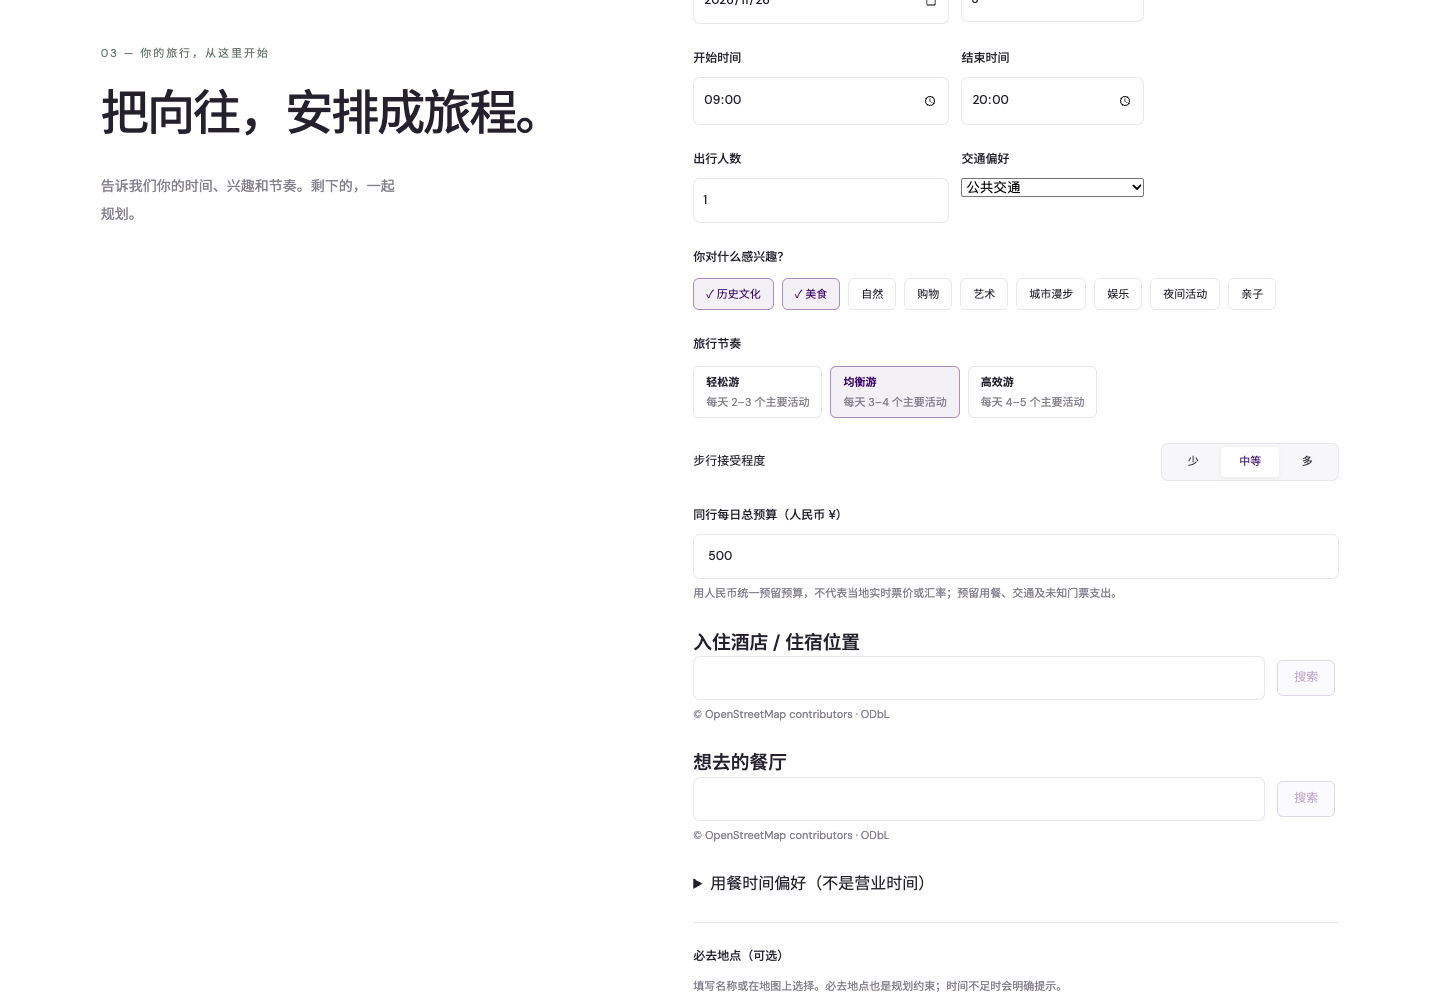 03 — 你的旅行，从这里开始
把向往，安排成旅程。
告诉我们你的时间、兴趣和节奏。剩下的，一起
规划。
开始时间
结束时间
09:00
20:00
出行人数
交通偏好
1
公共交通
你对什么感兴趣？
✓ 历史文化
✓ 美食
自然
购物
艺术
城市漫步
娱乐
夜间活动
亲子
旅行节奏
轻松游
每天 2–3 个主要活动
均衡游
每天 3–4 个主要活动
高效游
每天 4–5 个主要活动
步行接受程度
少
中等
多
同行每日总预算（人民币 ¥）
500
用人民币统一预留预算，不代表当地实时票价或汇率；预留用餐、交通及未知门票支出。
入住酒店 / 住宿位置
搜索
© OpenStreetMap contributors · ODbL
想去的餐厅
搜索
© OpenStreetMap contributors · ODbL
▶ 用餐时间偏好（不是营业时间）
必去地点（可选）
填写名称或在地图上选择。必去地点也是规划约束；时间不足时会明确提示。